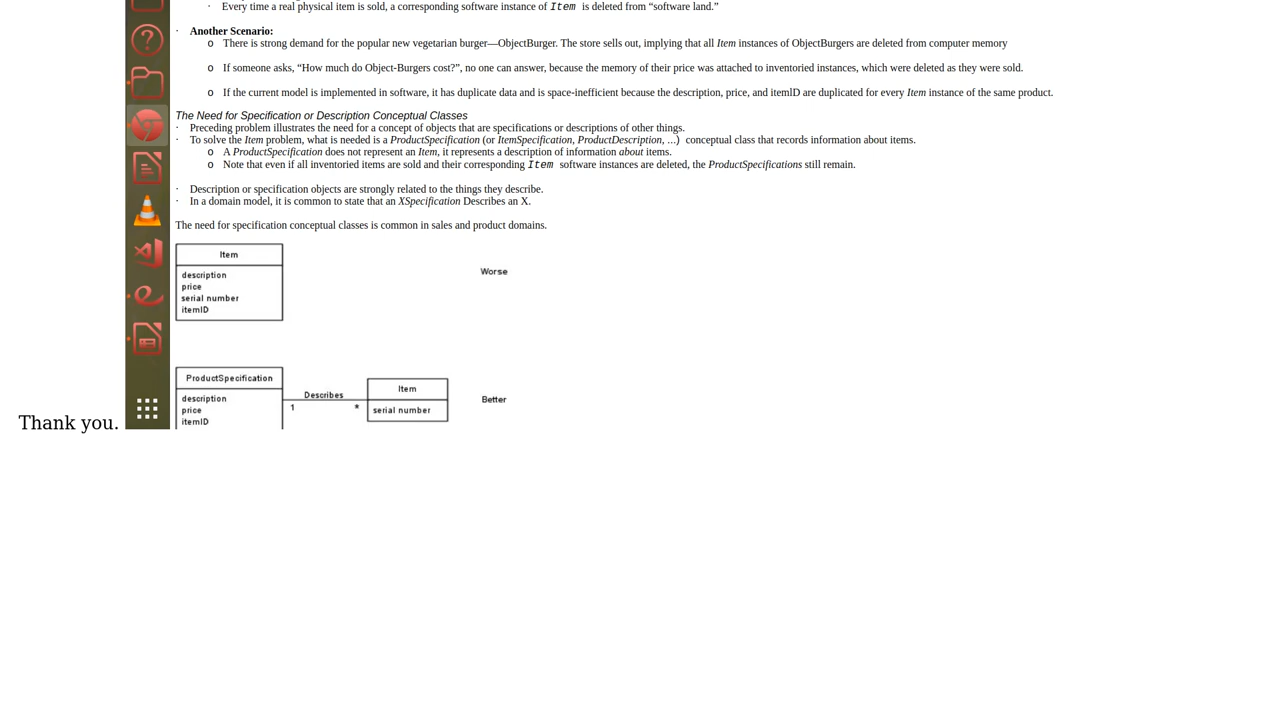 · Every time a real physical item is sold, a corresponding software instance of Item is deleted from “software land.”
· Another Scenario:
o There is strong demand for the popular new vegetarian burger—ObjectBurger. The store sells out, implying that all Item instances of ObjectBurgers are deleted from computer memory
o If someone asks, “How much do Object-Burgers cost?”, no one can answer, because the memory of their price was attached to inventoried instances, which were deleted as they were sold.
o If the current model is implemented in software, it has duplicate data and is space-inefficient because the description, price, and itemID are duplicated for every Item instance of the same product.
The Need for Specification or Description Conceptual Classes
· Preceding problem illustrates the need for a concept of objects that are specifications or descriptions of other things.
· To solve the Item problem, what is needed is a ProductSpecification (or ItemSpecification, ProductDescription, ...) conceptual class that records information about items.
o A ProductSpecification does not represent an Item, it represents a description of information about items.
o Note that even if all inventoried items are sold and their corresponding Item software instances are deleted, the ProductSpecifications still remain.
· Description or specification objects are strongly related to the things they describe.
· In a domain model, it is common to state that an XSpecification Describes an X.
The need for specification conceptual classes is common in sales and product domains.
Item
description
price
serial number
itemID
Worse
ProductSpecification
description
price
itemID
Describes
1 *
Item
serial number
Better
Thank you.